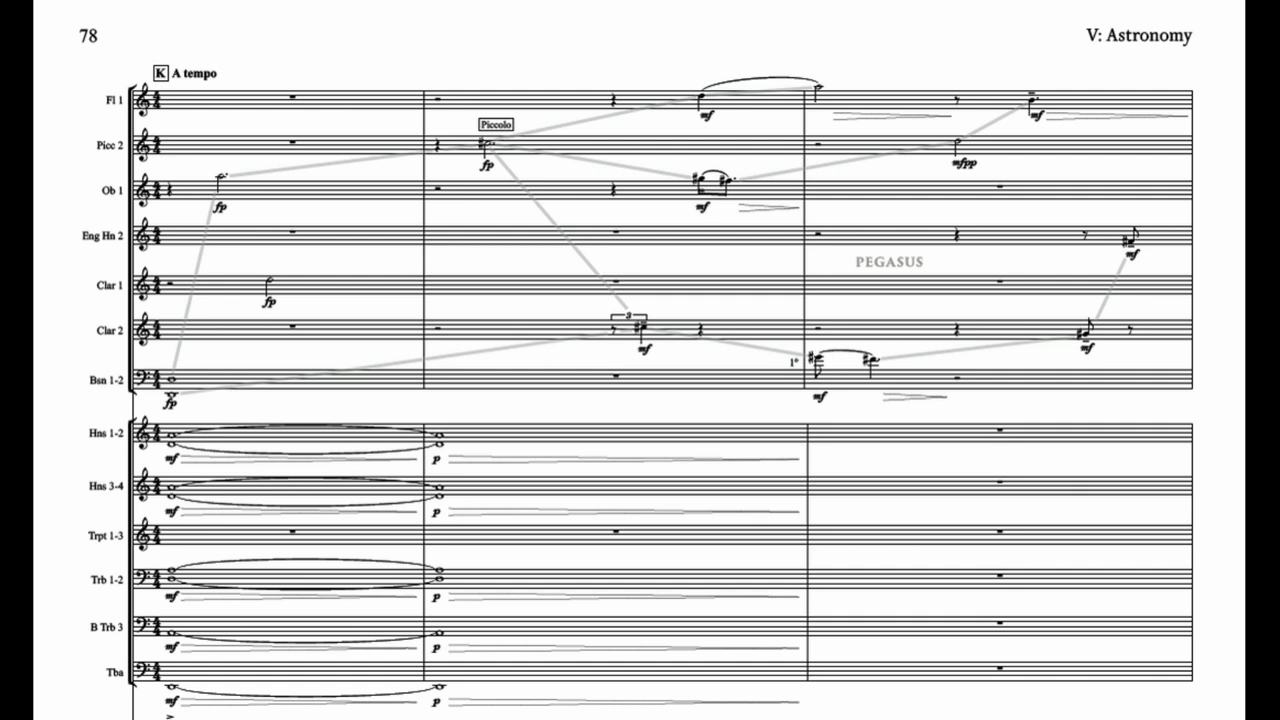 78
V: Astronomy
K A tempo
Fl 1
mf
mf
Piccolo
Picc 2
fp
mfpp
Ob 1
fp
mf
Eng Hn 2
mf
PEGASUS
Clar 1
fp
3
Clar 2
mf
mf
1º
Bsn 1-2
fp
mf
Hns 1-2
mf p
Hns 3-4
mf p
Trpt 1-3
Trb 1-2
mf p
B Trb 3
mf p
Tba
mf p